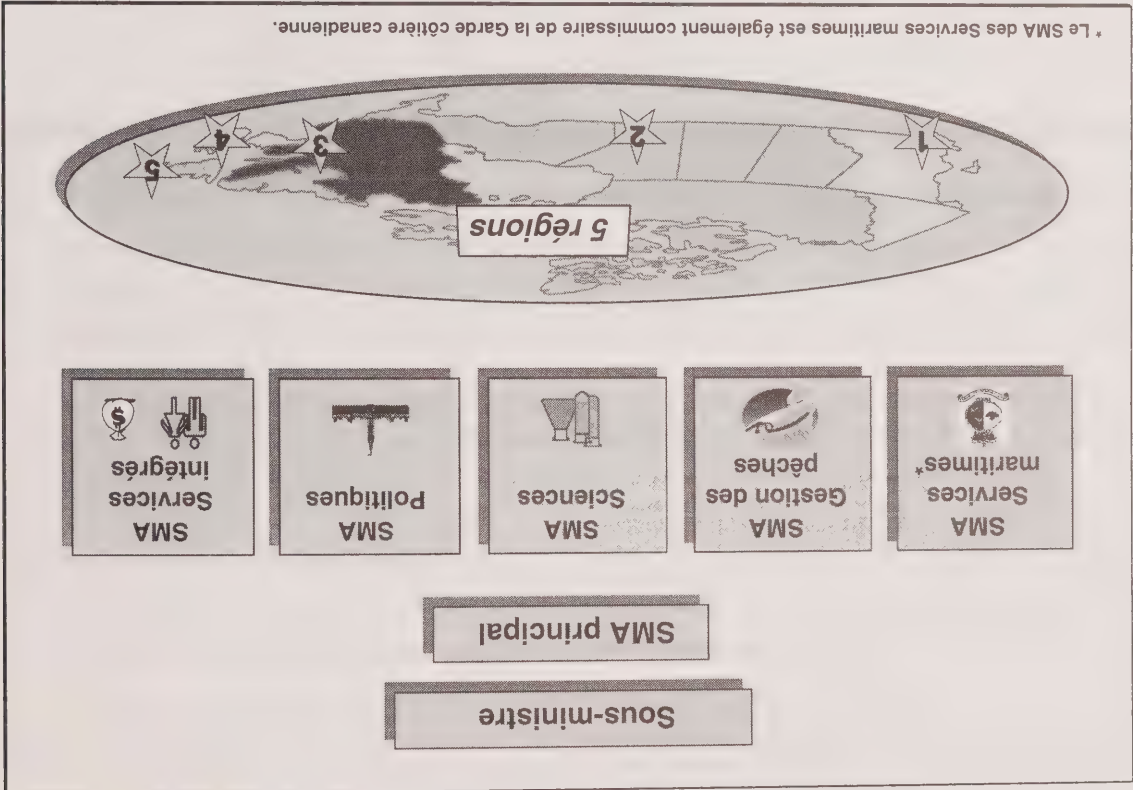 Sous-ministre
SMA principal
SMA
Services
maritimes*
SMA
Gestion des
pêches
SMA
Sciences
SMA
Politiques
SMA
Services
intégrés
$
5 régions
1
2
3
4
5
* Le SMA des Services maritimes est également commissaire de la Garde côtière canadienne.